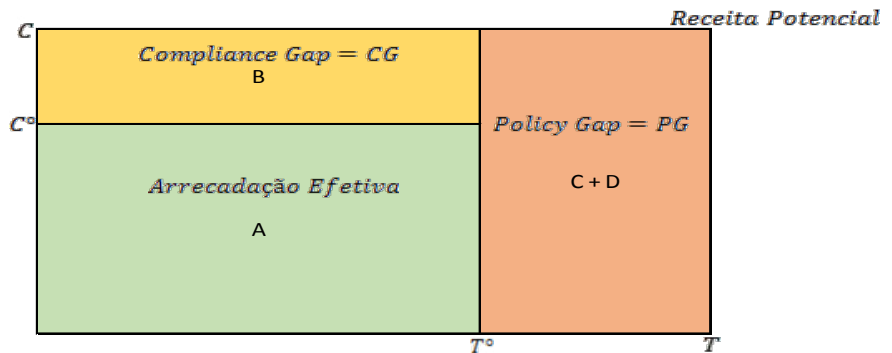 Receita Potencial
C
Compliance Gap = CG
B
C°
Policy Gap = PG
Arrecadação Efetiva
C + D
A
T°
T